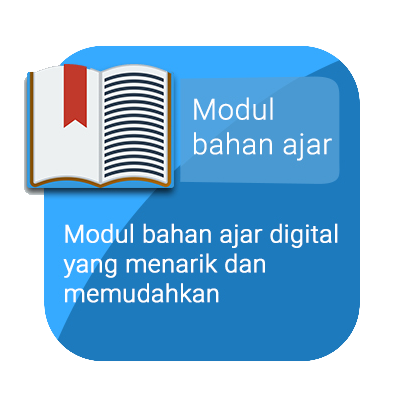 Modul
bahan ajar
Modul bahan ajar digital
yang menarik dan
memudahkan